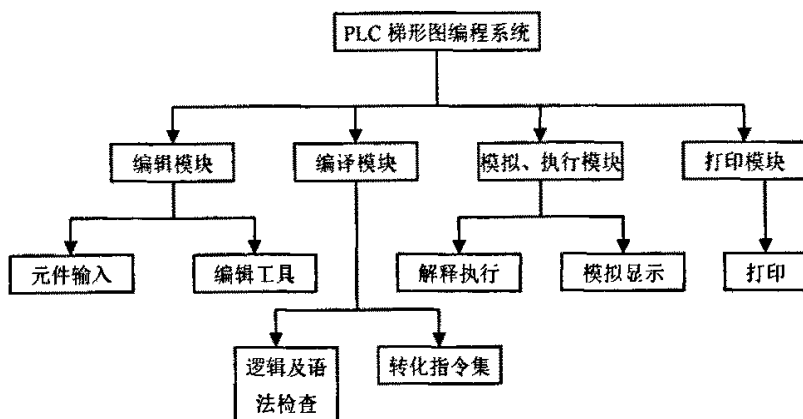 PLC 梯形图编程系统
编辑模块
编译模块
模拟、执行模块
打印模块
元件输入
编辑工具
解释执行
模拟显示
打印
逻辑及语
法检查
转化指令集